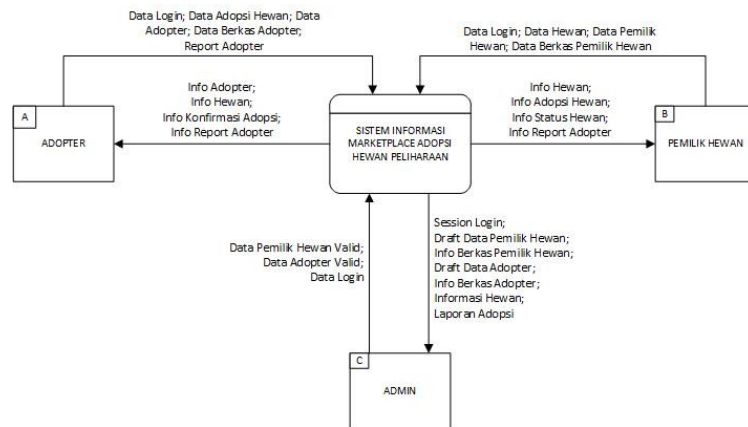 Data Login; Data Adopsi Hewan; Data
Adopter; Data Berkas Adopter;
Report Adopter
Data Login; Data Hewan; Data Pemilik
Hewan; Data Berkas Pemilik Hewan
Info Adopter;
Info Hewan;
Info Konfirmasi Adopsi;
Info Report Adopter
Info Hewan;
Info Adopsi Hewan;
Info Status Hewan;
Info Report Adopter
A
ADOPTER
SISTEM INFORMASI
MARKETPLACE ADOPSI
HEWAN PELIHARAAN
B
PEMILIK HEWAN
Data Pemilik Hewan Valid;
Data Adopter Valid;
Data Login
Session Login;
Draft Data Pemilik Hewan;
Info Berkas Pemilik Hewan;
Draft Data Adopter;
Info Berkas Adopter;
Informasi Hewan;
Laporan Adopsi
C
ADMIN